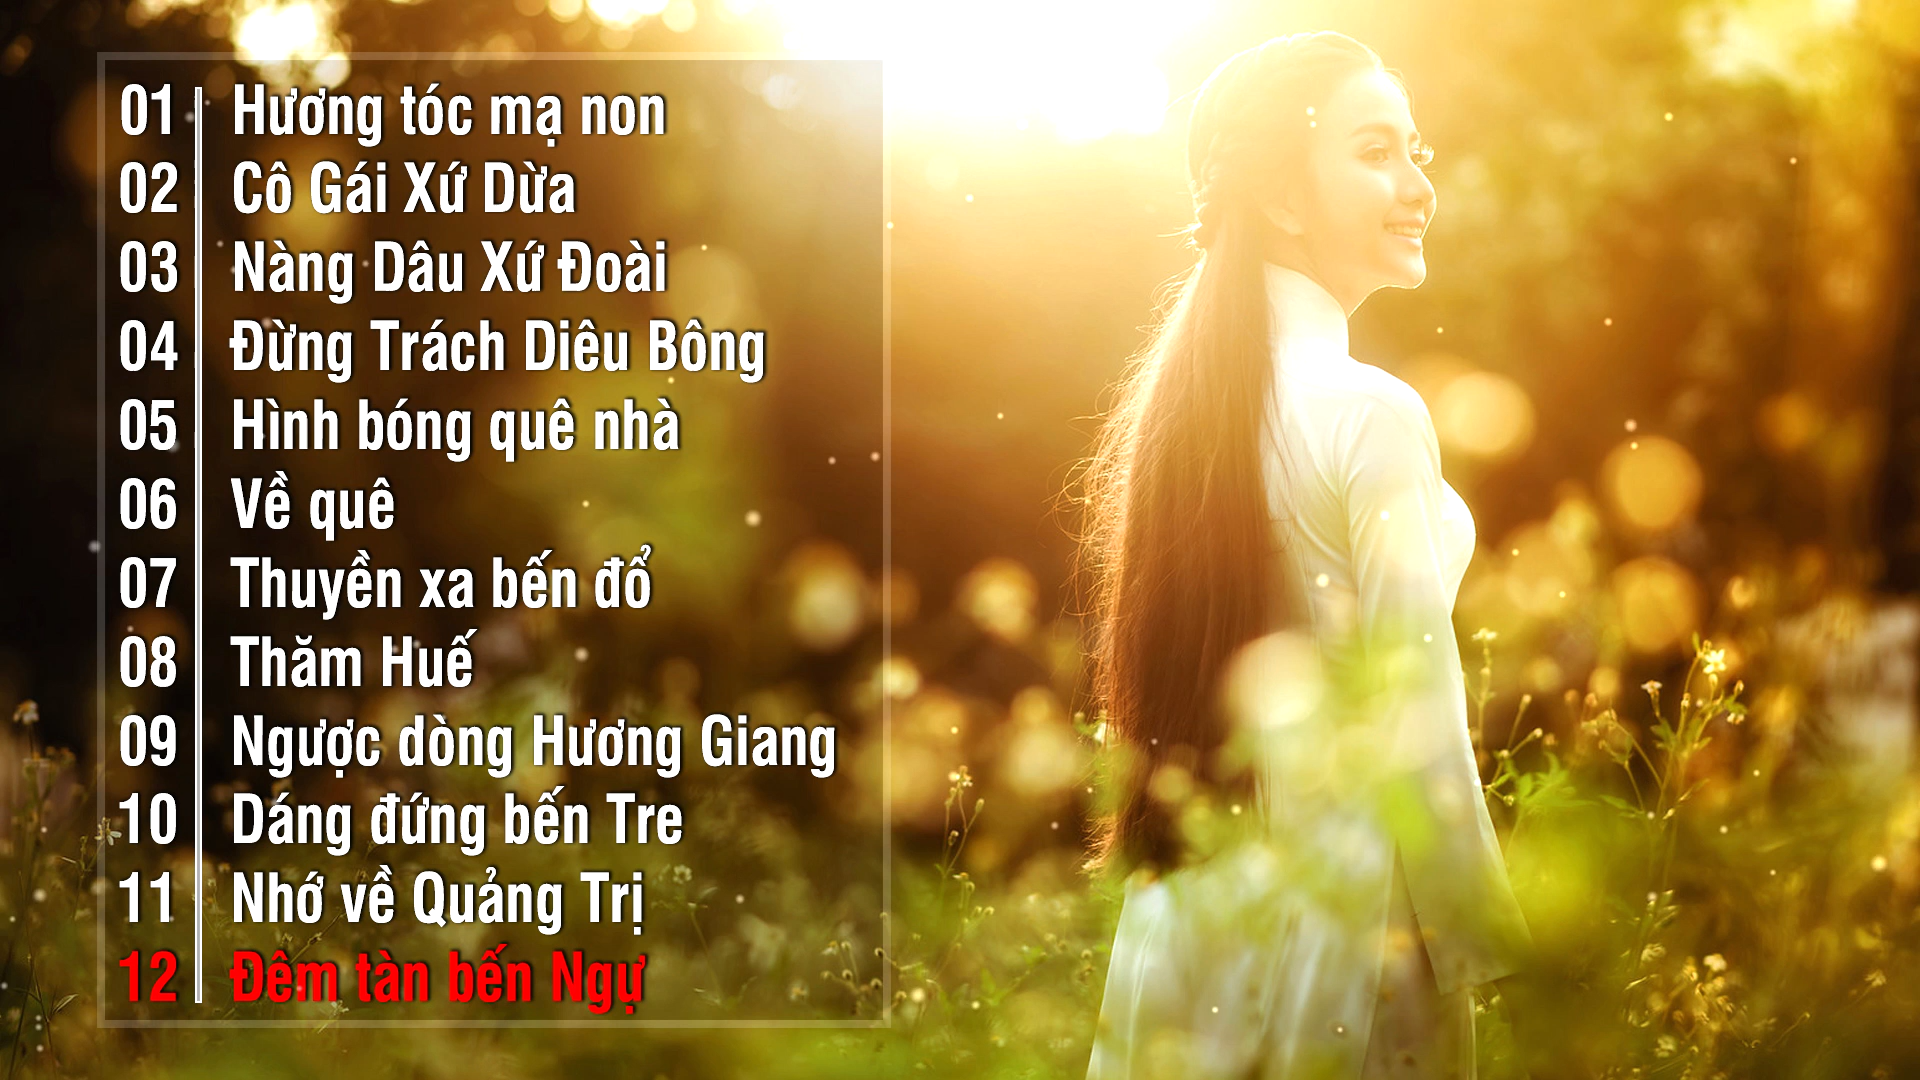 01 Hương tóc mạ non
02 Cô Gái Xứ Dừa
03 Nàng Dâu Xứ Đoài
04 Đừng Trách Diêu Bông
05 Hình bóng quê nhà
06 Về quê
07 Thuyền xa bến đổ
08 Thăm Huế
09 Ngược dòng Hương Giang
10 Dáng đứng bến Tre
11 Nhớ về Quảng Trị
12 Đêm tàn bến Ngự